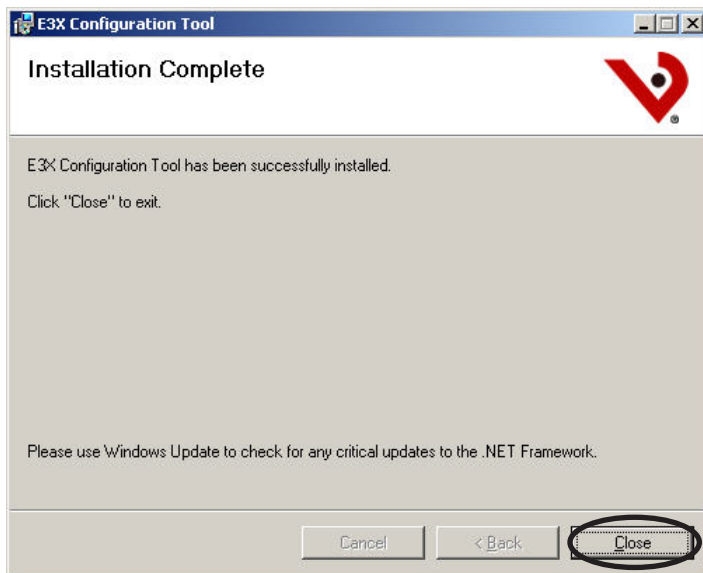 E3X Configuration Tool
Installation Complete
®
E3X Configuration Tool has been successfully installed.
Click "Close" to exit.
Please use Windows Update to check for any critical updates to the .NET Framework.
Cancel
< Back
Close